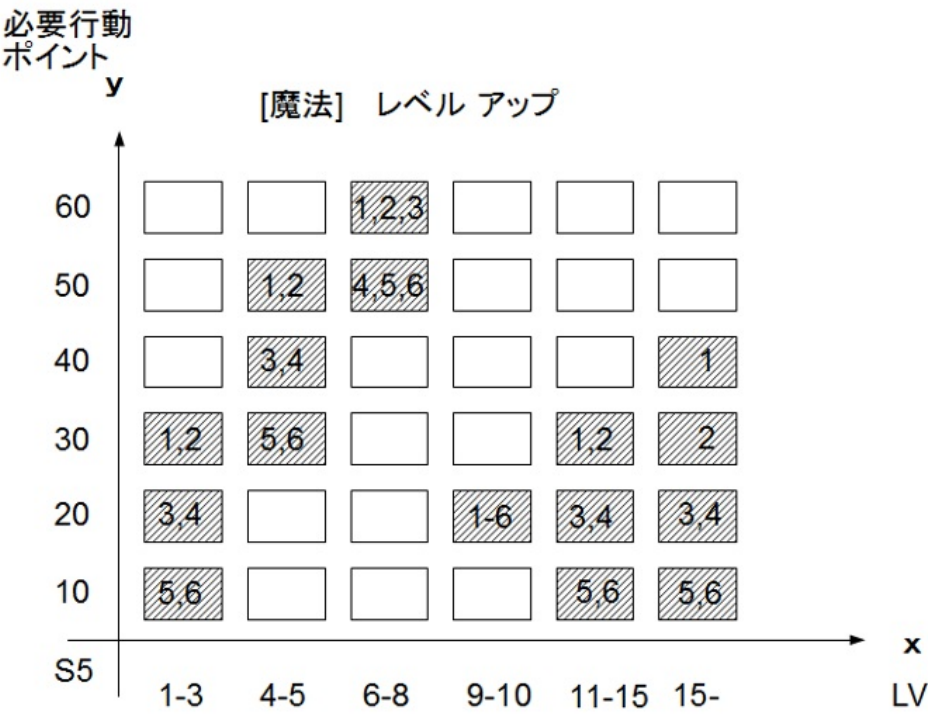 必要行動
ポイント
y
[魔法] レベル アップ
60 1,2,3
50 1,2 4,5,6
40 3,4 1
30 1,2 5,6 1,2 2
20 3,4 1-6 3,4 3,4
10 5,6 5,6 5,6
x
S5
1-3 4-5 6-8 9-10 11-15 15- LV